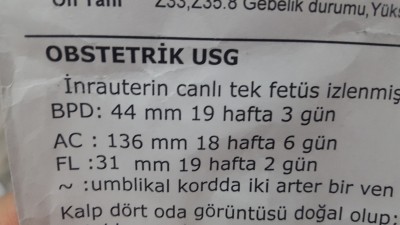 Ön Tanı Z33,Z35.8 Gebelik durumu,Yüks
OBSTETRİK USG
İnrauterin canlı tek fetüs izlenmiş
BPD: 44 mm 19 hafta 3 gün
AC : 136 mm 18 hafta 6 gün
FL :31 mm 19 hafta 2 gün
~ :umblikal kordda iki arter bir ven
Kalp dört oda görüntüsü doğal olup: